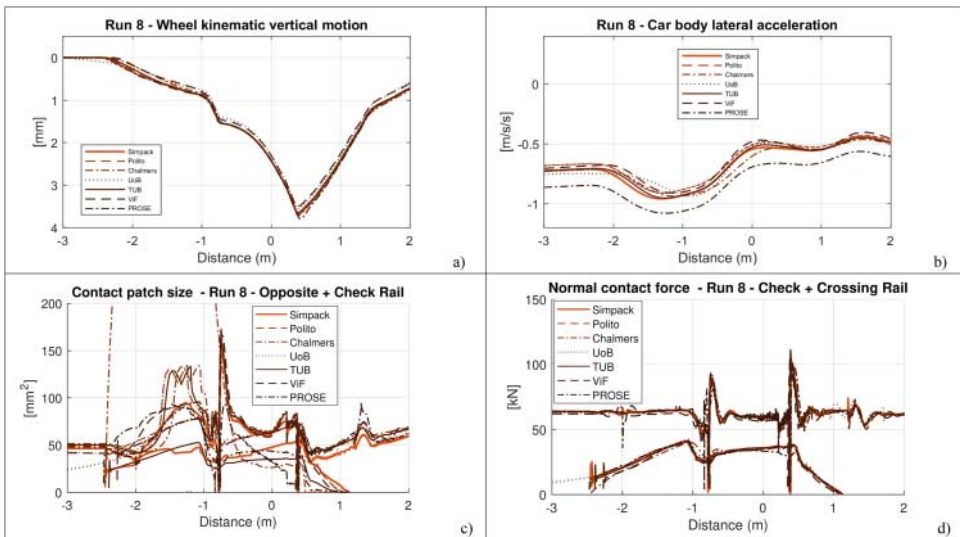 Run 8 - Wheel kinematic vertical motion
0
1
2
3
4
[mm]
Simpack
Polito
Chalmers
UoB
TUB
ViF
PROSE
-3 -2 -1 0 1 2
Distance (m)
a)
Run 8 - Car body lateral acceleration
0
-0.5
-1
[m/s/s]
Simpack
Polito
Chalmers
UoB
TUB
ViF
PROSE
-3 -2 -1 0 1 2
Distance (m)
b)
Contact patch size - Run 8 - Opposite + Check Rail
200
150
100
50
0
[mm²]
Simpack
Polito
Chalmers
UoB
TUB
ViF
PROSE
-3 -2 -1 0 1 2
Distance (m)
c)
Normal contact force - Run 8 - Check + Crossing Rail
150
100
50
0
[kN]
Simpack
Polito
Chalmers
UoB
TUB
ViF
PROSE
-3 -2 -1 0 1 2
Distance (m)
d)